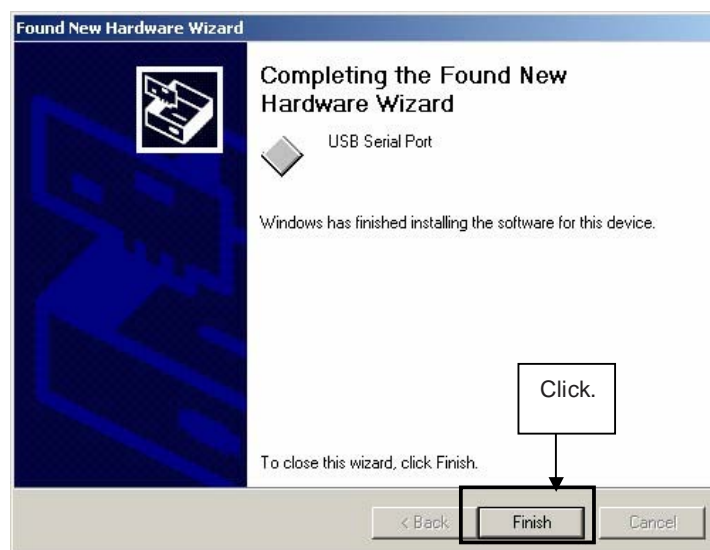 Found New Hardware Wizard
Completing the Found New
Hardware Wizard
USB Serial Port
Windows has finished installing the software for this device.
Click.
To close this wizard, click Finish.
< Back
Finish
Cancel